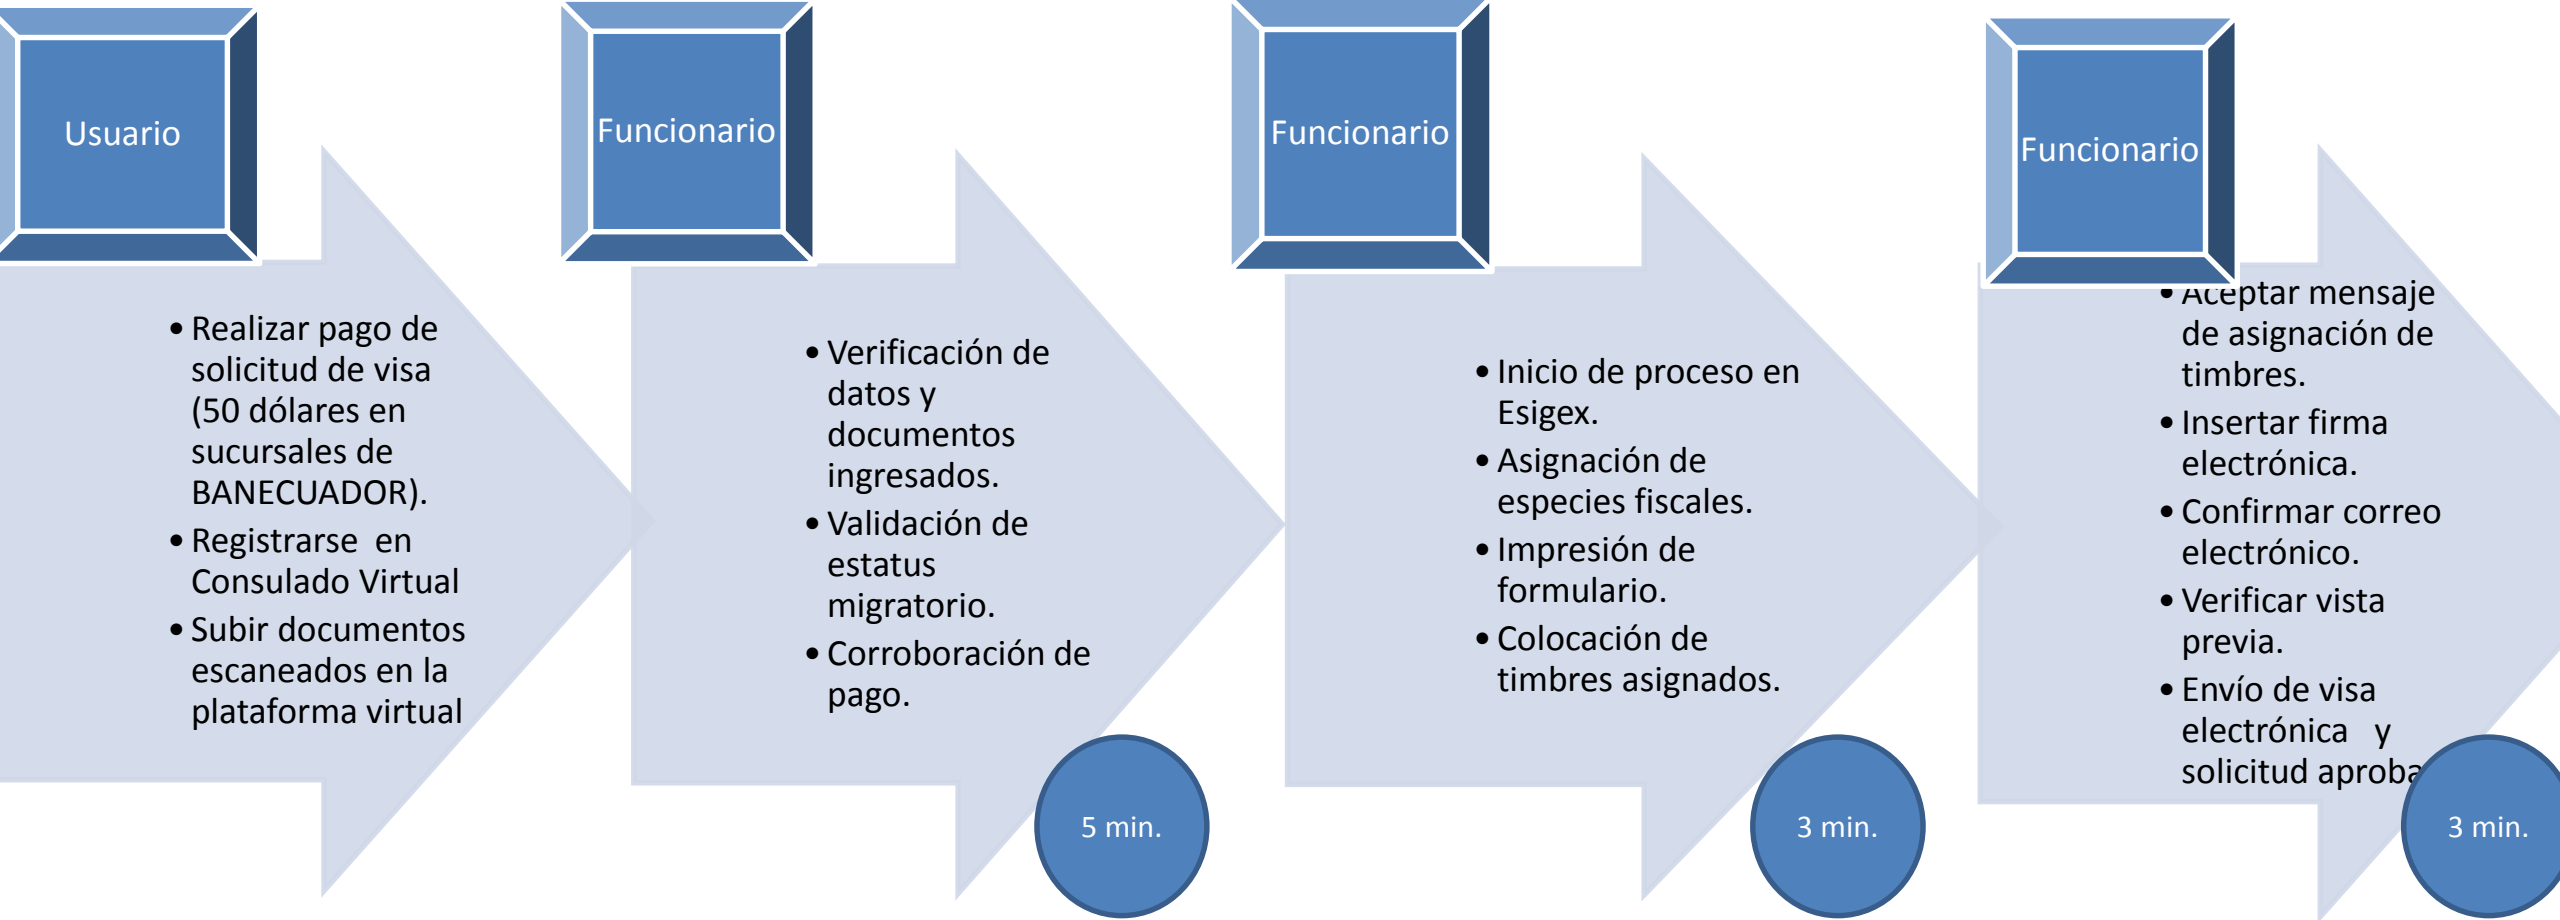 Usuario
• Realizar pago de
solicitud de visa
(50 dólares en
sucursales de
BANECUADOR).
• Registrarse en
Consulado Virtual
• Subir documentos
escaneados en la
plataforma virtual
Funcionario
• Verificación de
datos y
documentos
ingresados.
• Validación de
estatus
migratorio.
• Corroboración de
pago.
5 min.
Funcionario
• Inicio de proceso en
Esigex.
• Asignación de
especies fiscales.
• Impresión de
formulario.
• Colocación de
timbres asignados.
3 min.
Funcionario
• Aceptar mensaje
de asignación de
timbres.
• Insertar firma
electrónica.
• Confirmar correo
electrónico.
• Verificar vista
previa.
• Envío de visa
electrónica y
solicitud
3 min.